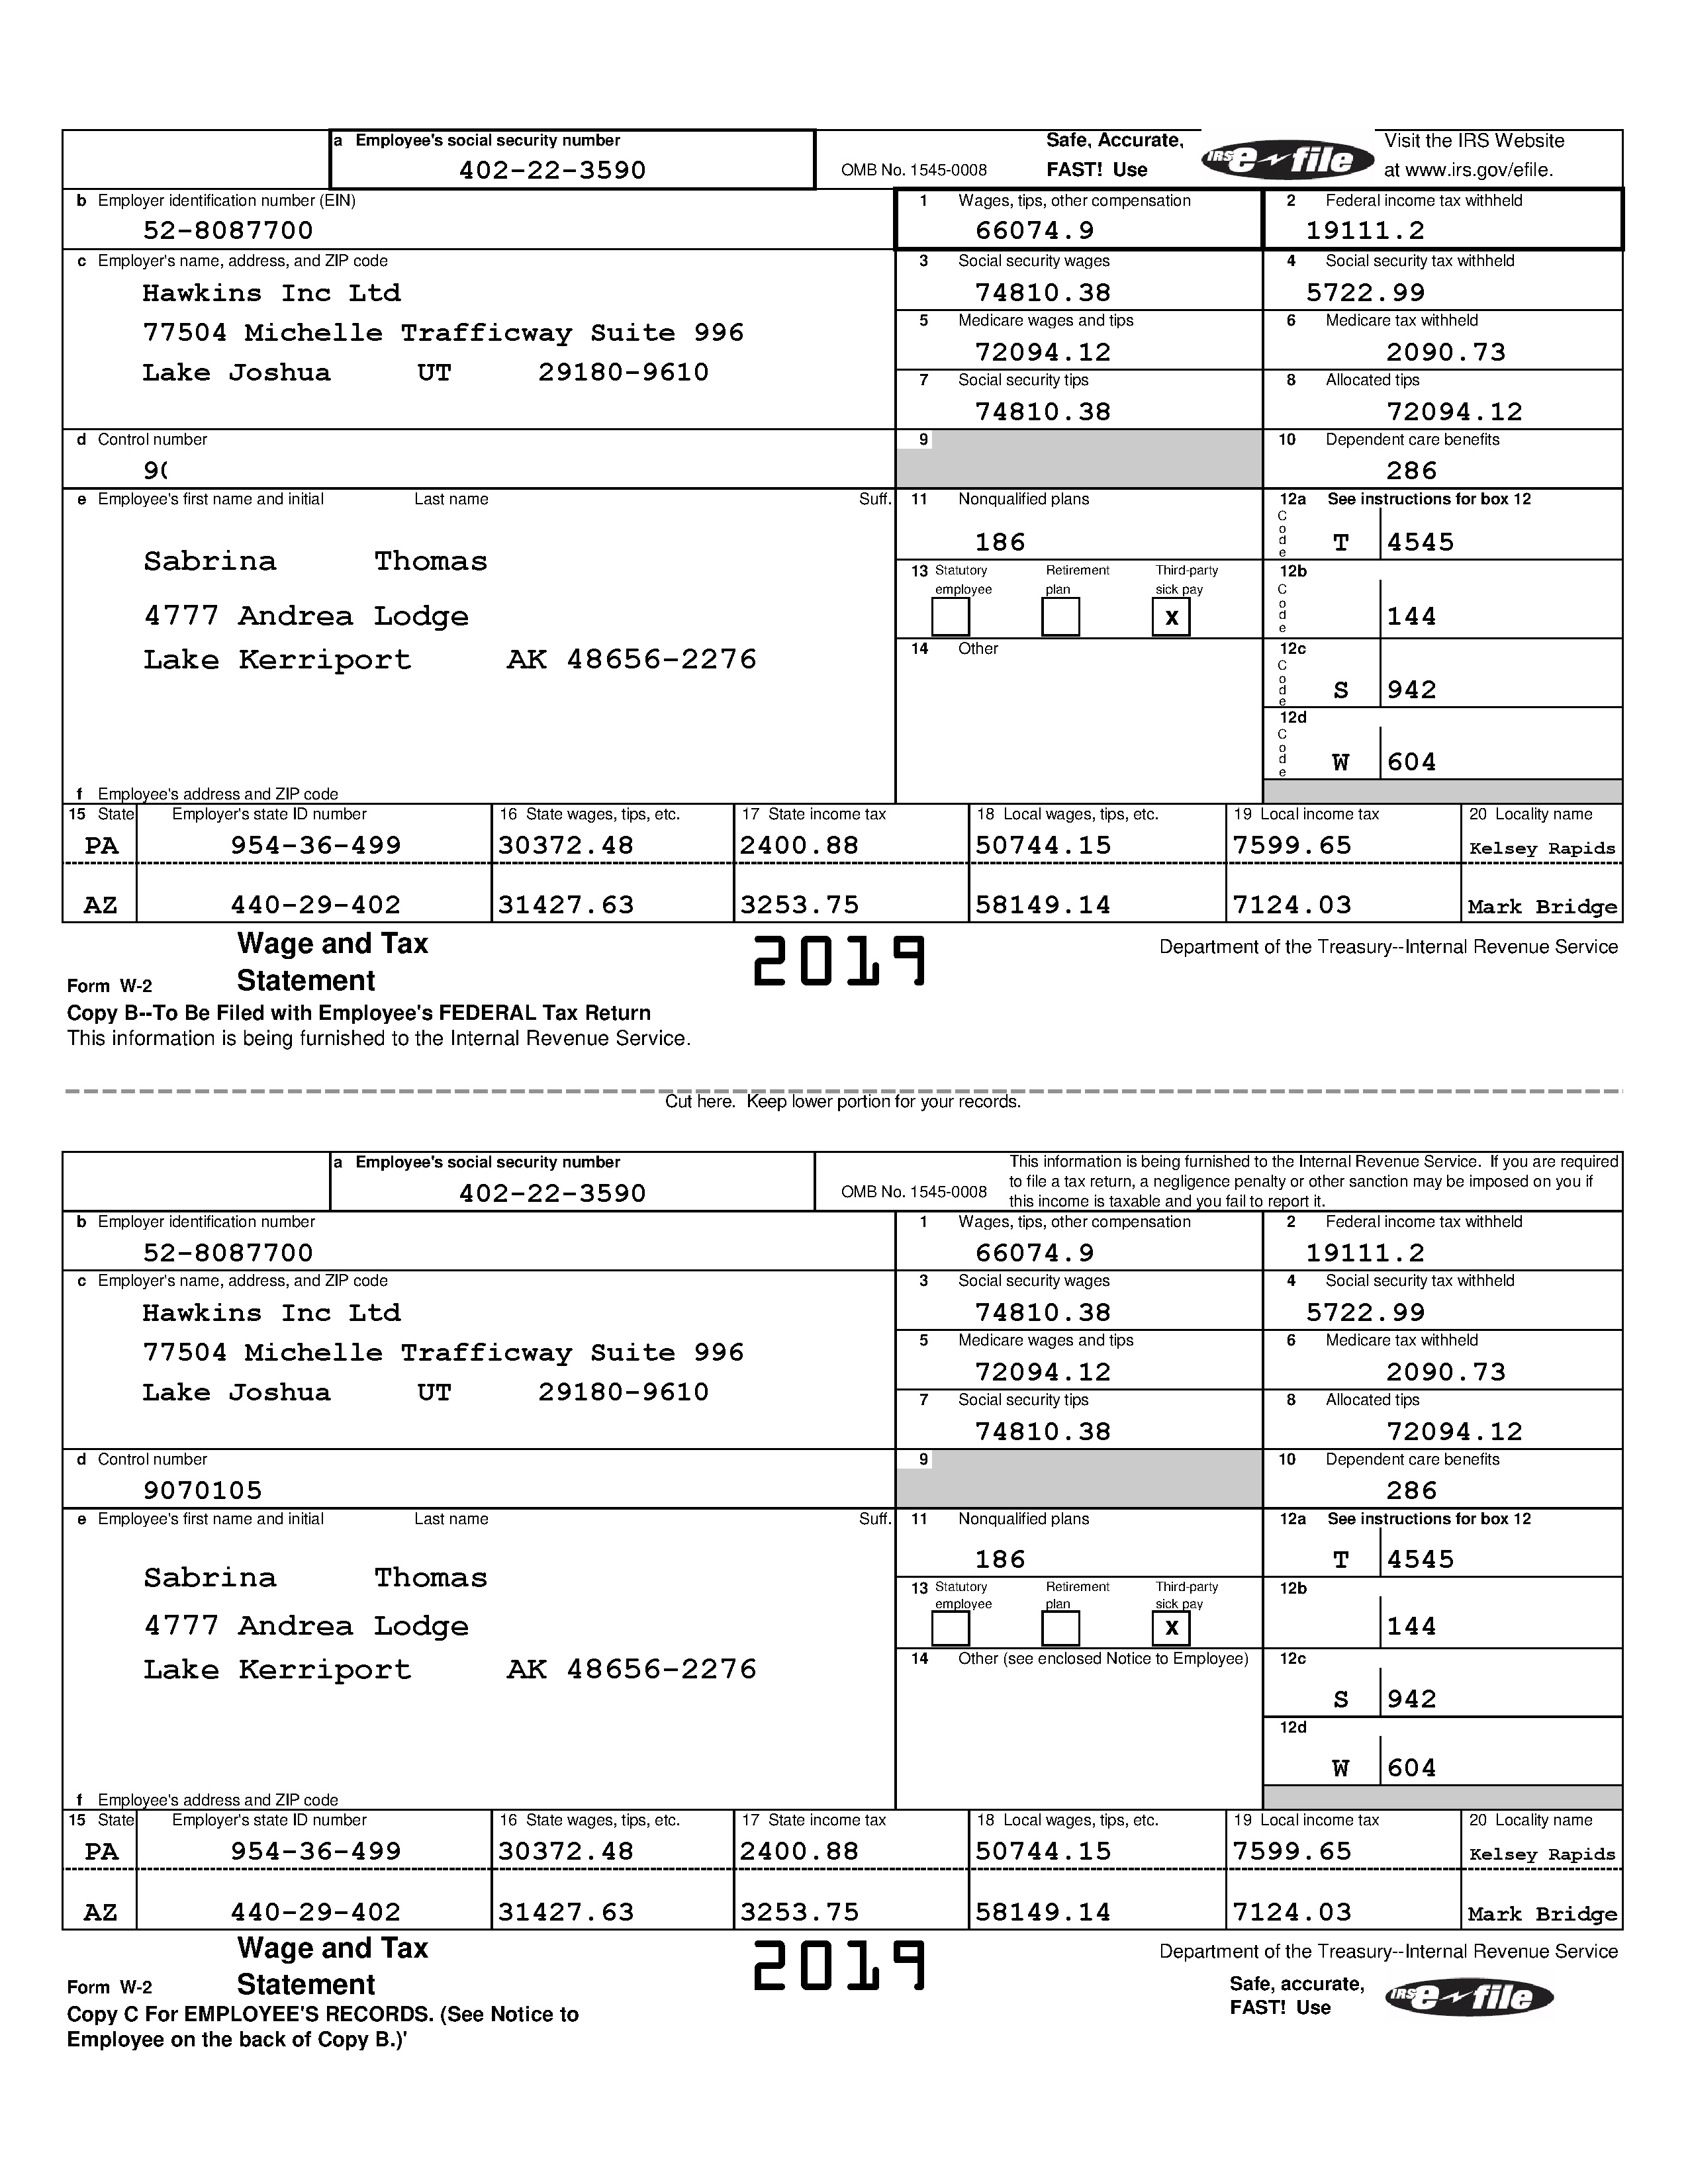 a Employee's social security number
402-22-3590
OMB No. 1545-0008
Safe, Accurate,
FAST! Use
IRS e-file
Visit the IRS Website
at www.irs.gov/efile.
b Employer identification number (EIN)
52-8087700
1 Wages, tips, other compensation
66074.9
2 Federal income tax withheld
19111.2
c Employer's name, address, and ZIP code
Hawkins Inc Ltd
77504 Michelle Trafficway Suite 996
Lake Joshua UT 29180-9610
3 Social security wages
74810.38
4 Social security tax withheld
5722.99
5 Medicare wages and tips
72094.12
6 Medicare tax withheld
2090.73
7 Social security tips
74810.38
8 Allocated tips
72094.12
d Control number
9(
9
10 Dependent care benefits
286
e Employee's first name and initial Last name Suff.
Sabrina Thomas
4777 Andrea Lodge
Lake Kerriport AK 48656-2276
11 Nonqualified plans
186
12a See instructions for box 12
Code T 4545
13 Statutory employee Retirement plan Third-party sick pay
X
12b
Code 144
14 Other
12c
Code S 942
12d
Code W 604
f Employee's address and ZIP code
15 State Employer's state ID number 16 State wages, tips, etc. 17 State income tax 18 Local wages, tips, etc. 19 Local income tax 20 Locality name
PA 954-36-499 30372.48 2400.88 50744.15 7599.65 Kelsey Rapids
AZ 440-29-402 31427.63 3253.75 58149.14 7124.03 Mark Bridge
Wage and Tax
Statement
Form W-2
2019
Department of the Treasury--Internal Revenue Service
Copy B--To Be Filed with Employee's FEDERAL Tax Return
This information is being furnished to the Internal Revenue Service.
Cut here. Keep lower portion for your records.
a Employee's social security number
402-22-3590
OMB No. 1545-0008
This information is being furnished to the Internal Revenue Service. If you are required
to file a tax return, a negligence penalty or other sanction may be imposed on you if
this income is taxable and you fail to report it.
b Employer identification number
52-8087700
1 Wages, tips, other compensation
66074.9
2 Federal income tax withheld
19111.2
c Employer's name, address, and ZIP code
Hawkins Inc Ltd
77504 Michelle Trafficway Suite 996
Lake Joshua UT 29180-9610
3 Social security wages
74810.38
4 Social security tax withheld
5722.99
5 Medicare wages and tips
72094.12
6 Medicare tax withheld
2090.73
7 Social security tips
74810.38
8 Allocated tips
72094.12
d Control number
9070105
9
10 Dependent care benefits
286
e Employee's first name and initial Last name Suff.
Sabrina Thomas
4777 Andrea Lodge
Lake Kerriport AK 48656-2276
11 Nonqualified plans
186
12a See instructions for box 12
T 4545
13 Statutory employee Retirement plan Third-party sick pay
X
12b
144
14 Other (see enclosed Notice to Employee)
12c
S 942
12d
W 604
f Employee's address and ZIP code
15 State Employer's state ID number 16 State wages, tips, etc. 17 State income tax 18 Local wages, tips, etc. 19 Local income tax 20 Locality name
PA 954-36-499 30372.48 2400.88 50744.15 7599.65 Kelsey Rapids
AZ 440-29-402 31427.63 3253.75 58149.14 7124.03 Mark Bridge
Wage and Tax
Statement
Form W-2
2019
Department of the Treasury--Internal Revenue Service
Safe, accurate,
FAST! Use
IRS e-file
Copy C For EMPLOYEE'S RECORDS. (See Notice to
Employee on the back of Copy B.)'